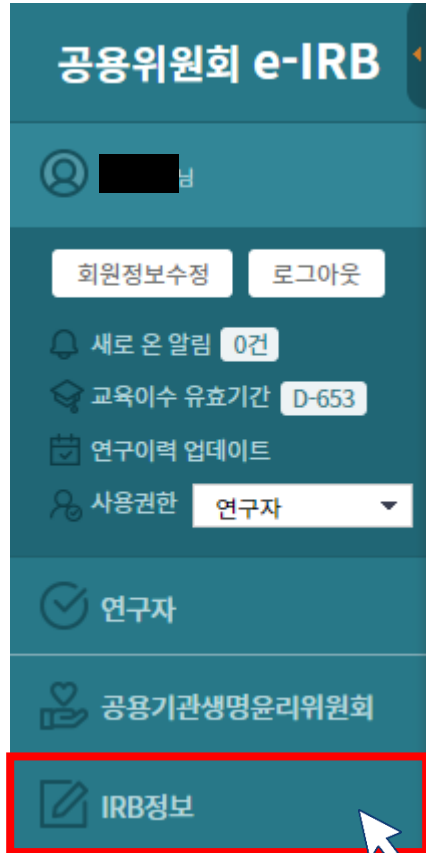 공용위원회 e-IRB
님
회원정보수정 로그아웃
새로 온 알림 0건
교육이수 유효기간 D-653
연구이력 업데이트
사용권한 연구자
연구자
공용기관생명윤리위원회
IRB정보